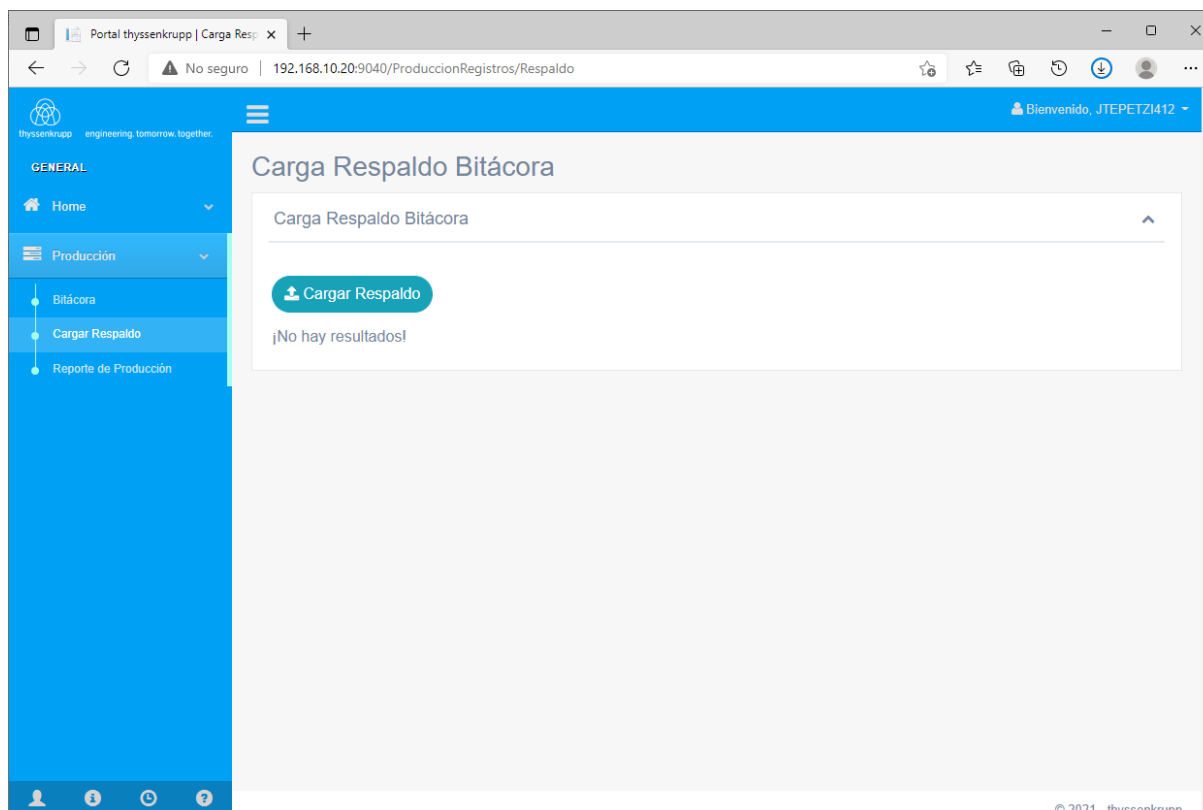 Portal thyssenkrupp | Carga Resp
No seguro | 192.168.10.20:9040/ProduccionRegistros/Respaldo
thyssenkrupp engineering.tomorrow.together.
Bienvenido, JTEPETZI412
GENERAL
Home
Producción
Bitácora
Cargar Respaldo
Reporte de Producción
Carga Respaldo Bitácora
Carga Respaldo Bitácora
Cargar Respaldo
¡No hay resultados!
© 2021 - thyssenkrupp